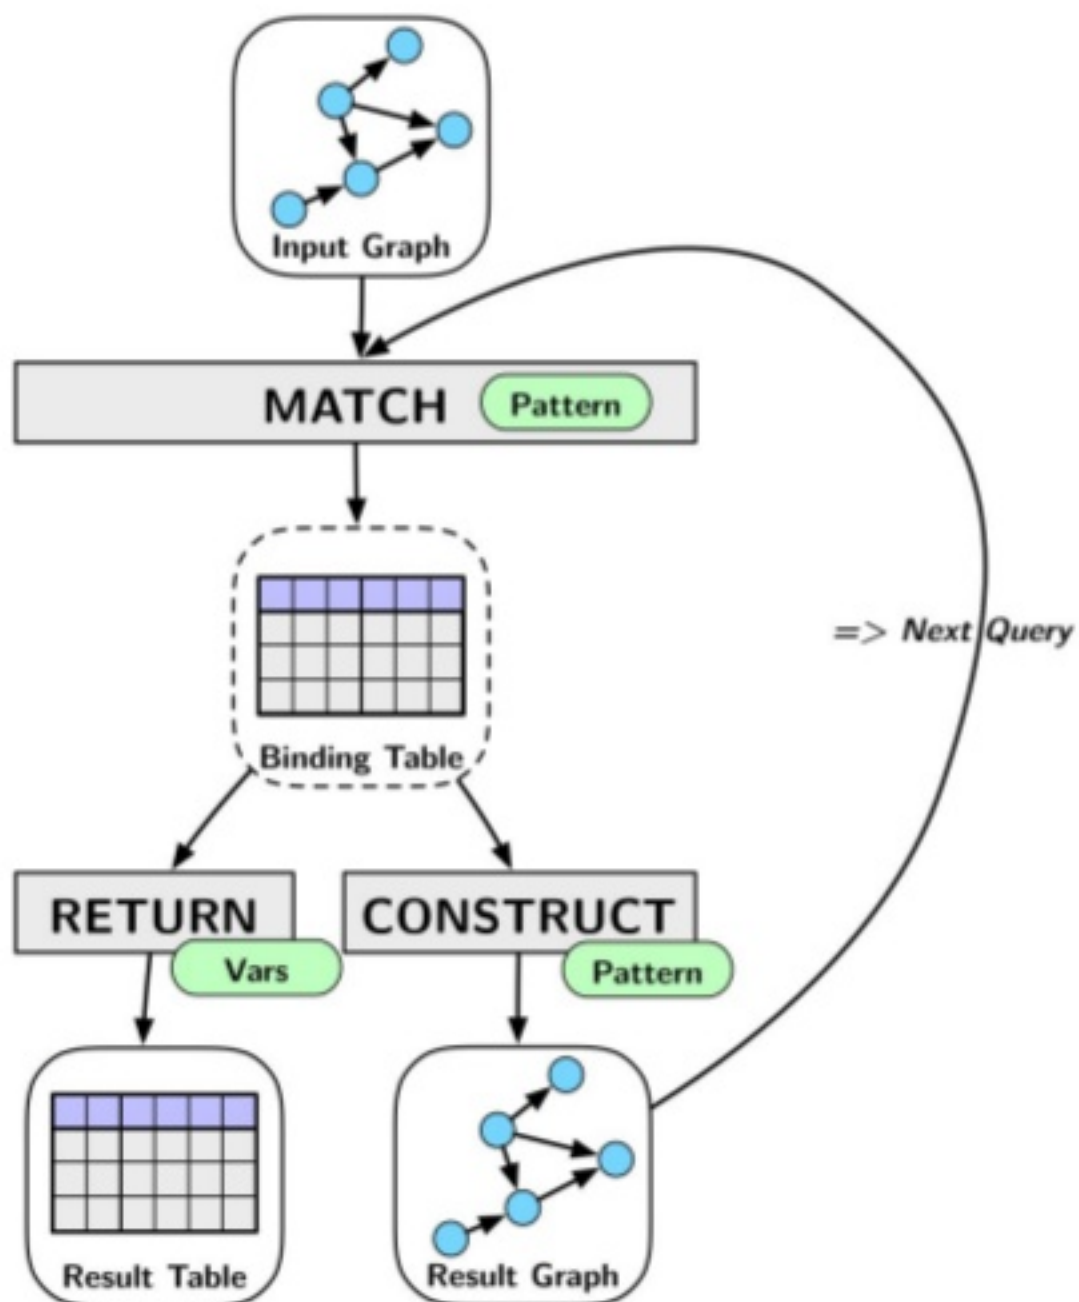 Input Graph
MATCH
Pattern
Binding Table
=> Next Query
RETURN
CONSTRUCT
Vars
Pattern
Result Table
Result Graph